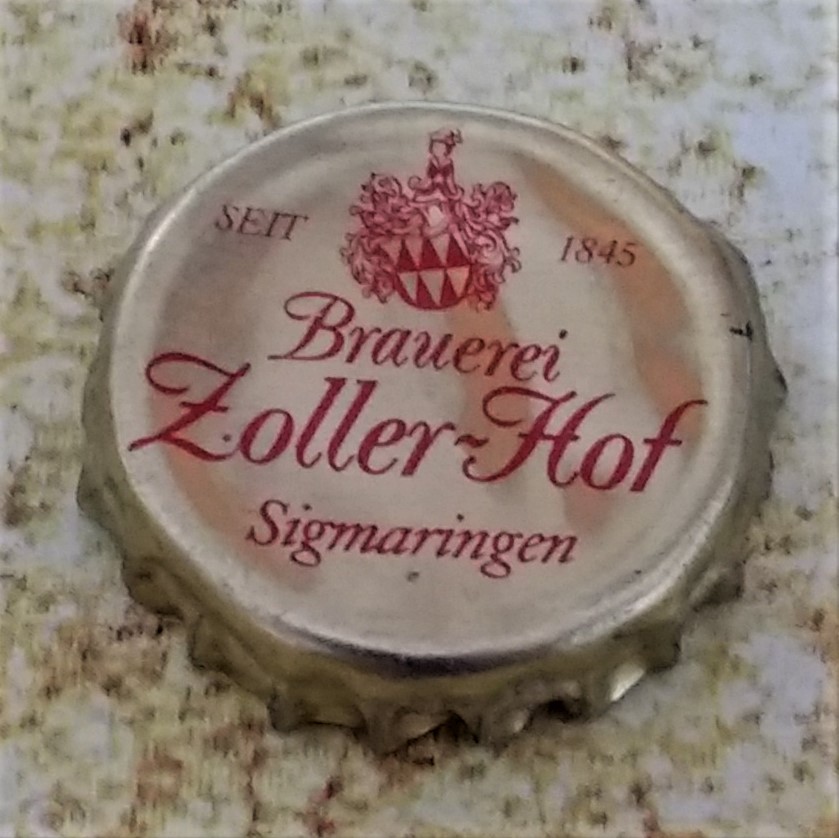 SEIT 1845
Brauerei
Zoller-Hof
Sigmaringen